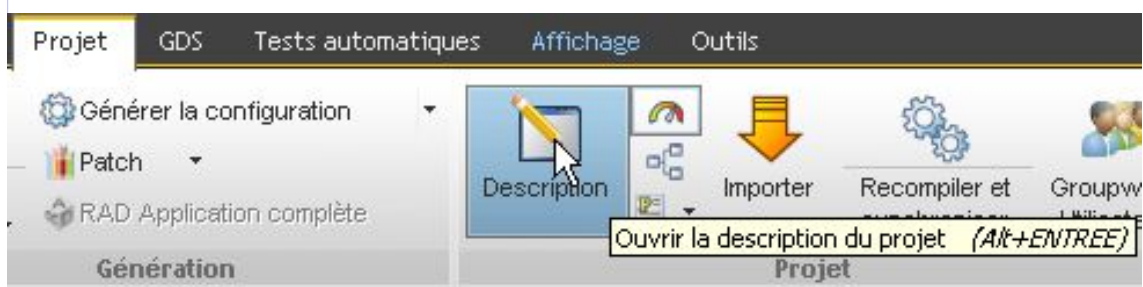 Projet GDS Tests automatiques Affichage Outils
Générer la configuration
Patch
RAD Application complète
Génération
Description
Importer
Recompiler et
Ouvrir la description du projet (Alt+ENTREE)
Projet